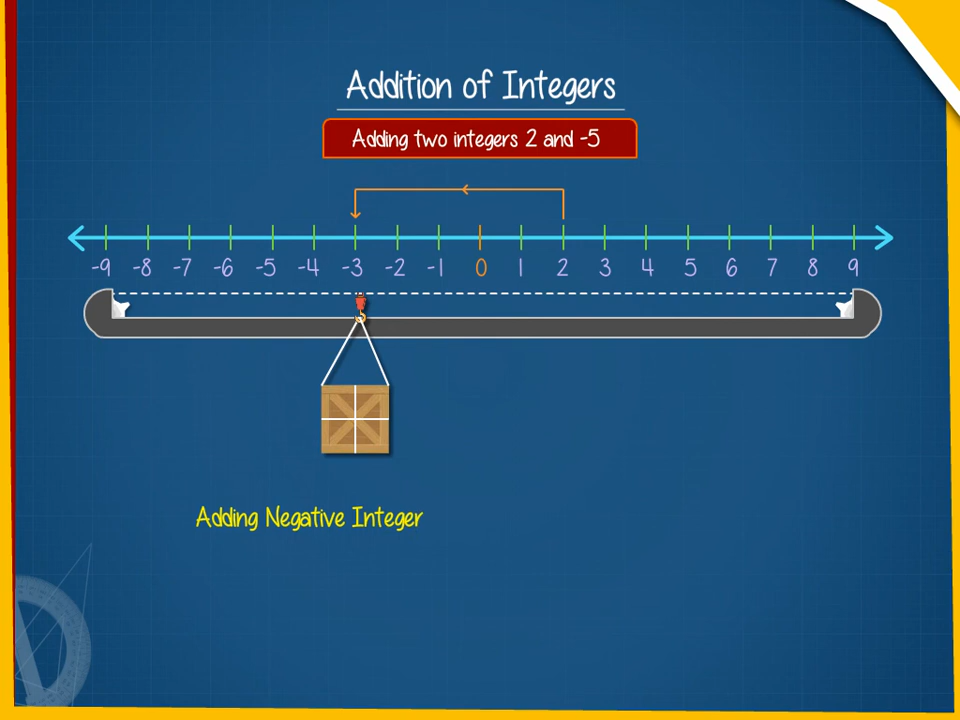 Addition of Integers
Adding two integers 2 and -5
-9 -8 -7 -6 -5 -4 -3 -2 -1 0 1 2 3 4 5 6 7 8 9
Adding Negative Integer